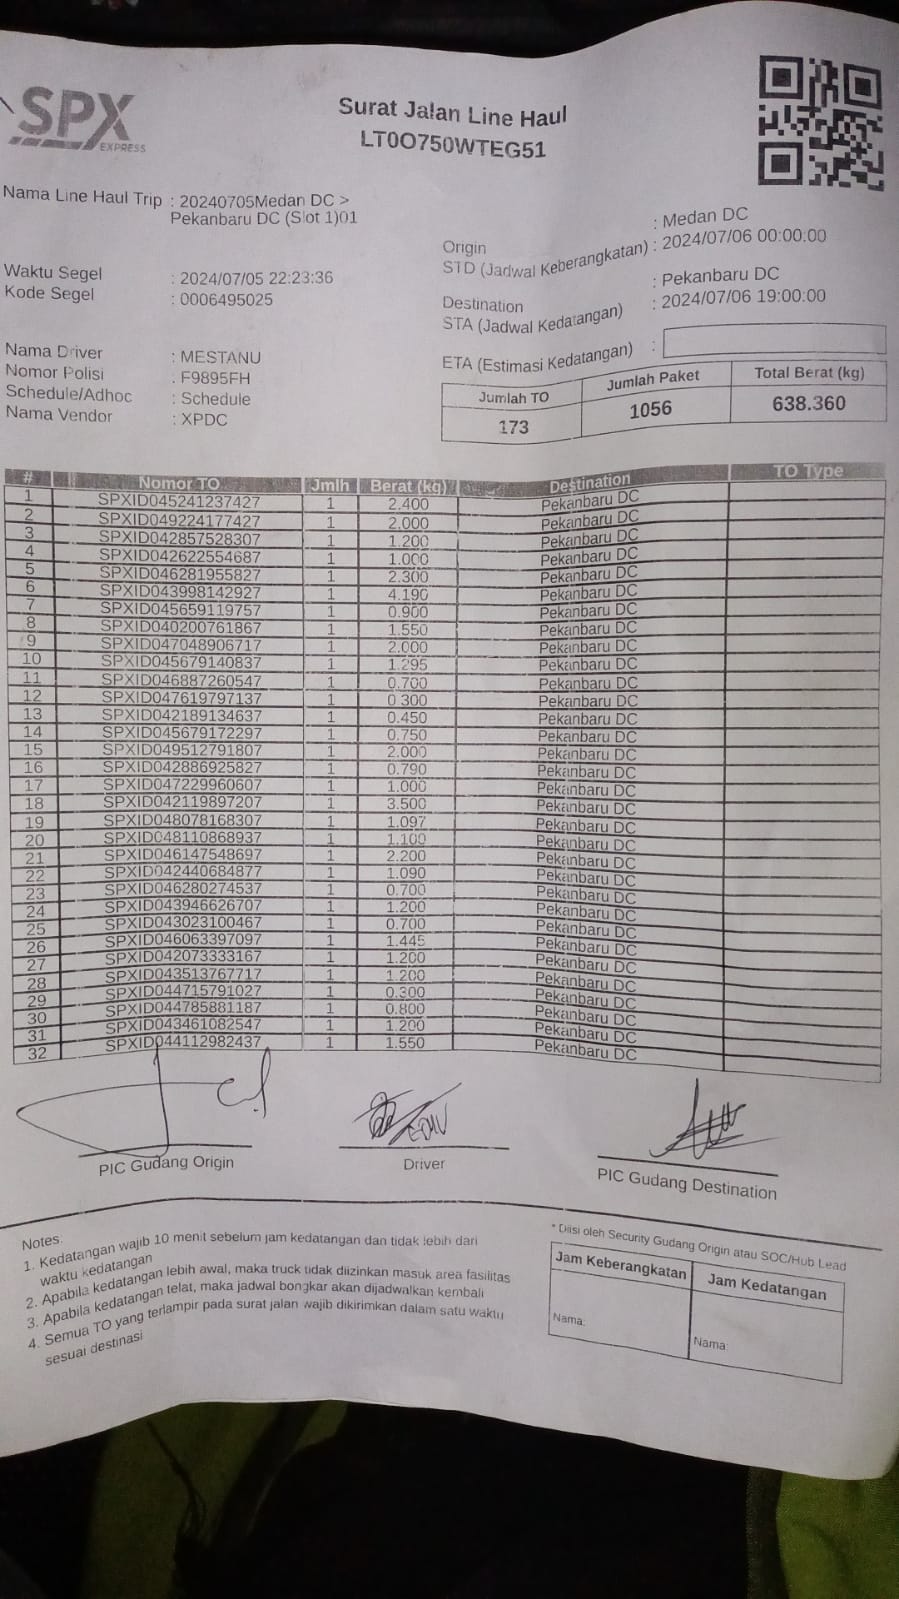 SPX
EXPRESS
Surat Jalan Line Haul
LT0O750WTEG51
Nama Line Haul Trip : 20240705Medan DC >
Pekanbaru DC (Slot 1)01
Waktu Segel : 2024/07/05 22:23:36
Kode Segel : 0006495025
Nama Driver : MESTANU
Nomor Polisi : F9895FH
Schedule/Adhoc : Schedule
Nama Vendor : XPDC
Origin : Medan DC
STD (Jadwal Keberangkatan) : 2024/07/06 00:00:00
Destination : Pekanbaru DC
STA (Jadwal Kedatangan) : 2024/07/06 19:00:00
ETA (Estimasi Kedatangan) :
Jumlah TO Jumlah Paket Total Berat (kg)
173 1056 638.360
# Nomor TO Jmlh Berat (kg) Destination TO Type
1 SPXID045241237427 1 2.400 Pekanbaru DC
2 SPXID049224177427 1 2.000 Pekanbaru DC
3 SPXID042857528307 1 1.200 Pekanbaru DC
4 SPXID042622554687 1 1.000 Pekanbaru DC
5 SPXID046281955827 1 2.300 Pekanbaru DC
6 SPXID043998142927 1 4.190 Pekanbaru DC
7 SPXID045659119757 1 0.900 Pekanbaru DC
8 SPXID040200761867 1 1.550 Pekanbaru DC
9 SPXID047048906717 1 2.000 Pekanbaru DC
10 SPXID045679140837 1 1.295 Pekanbaru DC
11 SPXID046887260547 1 0.700 Pekanbaru DC
12 SPXID047619797137 1 0.300 Pekanbaru DC
13 SPXID042189134637 1 0.450 Pekanbaru DC
14 SPXID045679172297 1 0.750 Pekanbaru DC
15 SPXID049512791807 1 2.000 Pekanbaru DC
16 SPXID042886925827 1 0.790 Pekanbaru DC
17 SPXID047229960607 1 1.000 Pekanbaru DC
18 SPXID042119897207 1 3.500 Pekanbaru DC
19 SPXID048078168307 1 1.097 Pekanbaru DC
20 SPXID048110868937 1 1.100 Pekanbaru DC
21 SPXID046147548697 1 2.200 Pekanbaru DC
22 SPXID042440684877 1 1.090 Pekanbaru DC
23 SPXID046280274537 1 0.700 Pekanbaru DC
24 SPXID043946626707 1 1.200 Pekanbaru DC
25 SPXID043023100467 1 0.700 Pekanbaru DC
26 SPXID046063397097 1 1.445 Pekanbaru DC
27 SPXID042073333167 1 1.200 Pekanbaru DC
28 SPXID043513767717 1 1.200 Pekanbaru DC
29 SPXID044715791027 1 0.300 Pekanbaru DC
30 SPXID044785881187 1 0.800 Pekanbaru DC
31 SPXID043461082547 1 1.200 Pekanbaru DC
32 SPXID044112982437 1 1.550 Pekanbaru DC
PIC Gudang Origin Driver PIC Gudang Destination
Notes:
1. Kedatangan wajib 10 menit sebelum jam kedatangan dan tidak lebih dari
waktu kedatangan
2. Apabila kedatangan lebih awal, maka truck tidak diizinkan masuk area fasilitas
3. Apabila kedatangan telat, maka jadwal bongkar akan dijadwalkan kembali
4. Semua TO yang terlampir pada surat jalan wajib dikirimkan dalam satu waktu
sesuai destinasi
* Diisi oleh Security Gudang Origin atau SOC/Hub Lead
Jam Keberangkatan Jam Kedatangan
Nama: Nama: